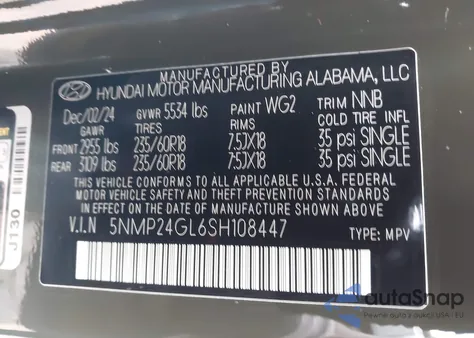 MANUFACTURED BY
HYUNDAI MOTOR MANUFACTURING ALABAMA, LLC
Dec/02/24 GVWR 5534 lbs PAINT WG2 TRIM NNB
GAWR TIRES RIMS COLD TIRE INFL
FRONT 2955 lbs 235/60R18 7.5JX18 35 psi SINGLE
REAR 3109 lbs 235/60R18 7.5JX18 35 psi SINGLE
THIS VEHICLE CONFORMS TO ALL APPLICABLE U.S.A. FEDERAL
MOTOR VEHICLE SAFETY, BUMPER, AND THEFT PREVENTION
STANDARDS IN EFFECT ON THE DATE OF MANUFACTURE SHOWN ABOVE.
V.I.N 5NMP24GL6SH108447 TYPE: MPV
J130
autoSnap